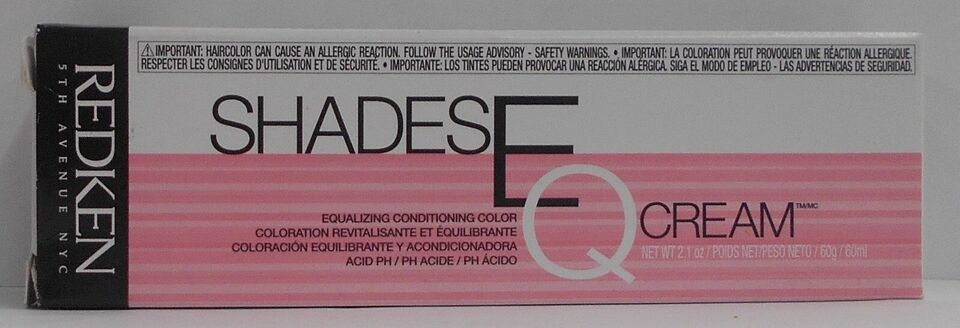 REDKEN
5TH AVENUE NYC
⚠IMPORTANT: HAIRCOLOR CAN CAUSE AN ALLERGIC REACTION. FOLLOW THE USAGE ADVISORY - SAFETY WARNINGS. • IMPORTANT: LA COLORATION PEUT PROVOQUER UNE RÉACTION ALLERGIQUE.
RESPECTER LES CONSIGNES D'UTILISATION ET DE SÉCURITÉ. • IMPORTANTE: LOS TINTES PUEDEN PROVOCAR UNA REACCIÓN ALÉRGICA. SIGA EL MODO DE EMPLEO - LAS ADVERTENCIAS DE SEGURIDAD.
SHADES EQ CREAM TM/MC
EQUALIZING CONDITIONING COLOR
COLORATION REVITALISANTE ET ÉQUILIBRANTE
COLORACIÓN EQUILIBRANTE Y ACONDICIONADORA
ACID PH / PH ACIDE / PH ÁCIDO
NET WT 2.1 oz / POIDS NET/PESO NETO / 60g / 60ml